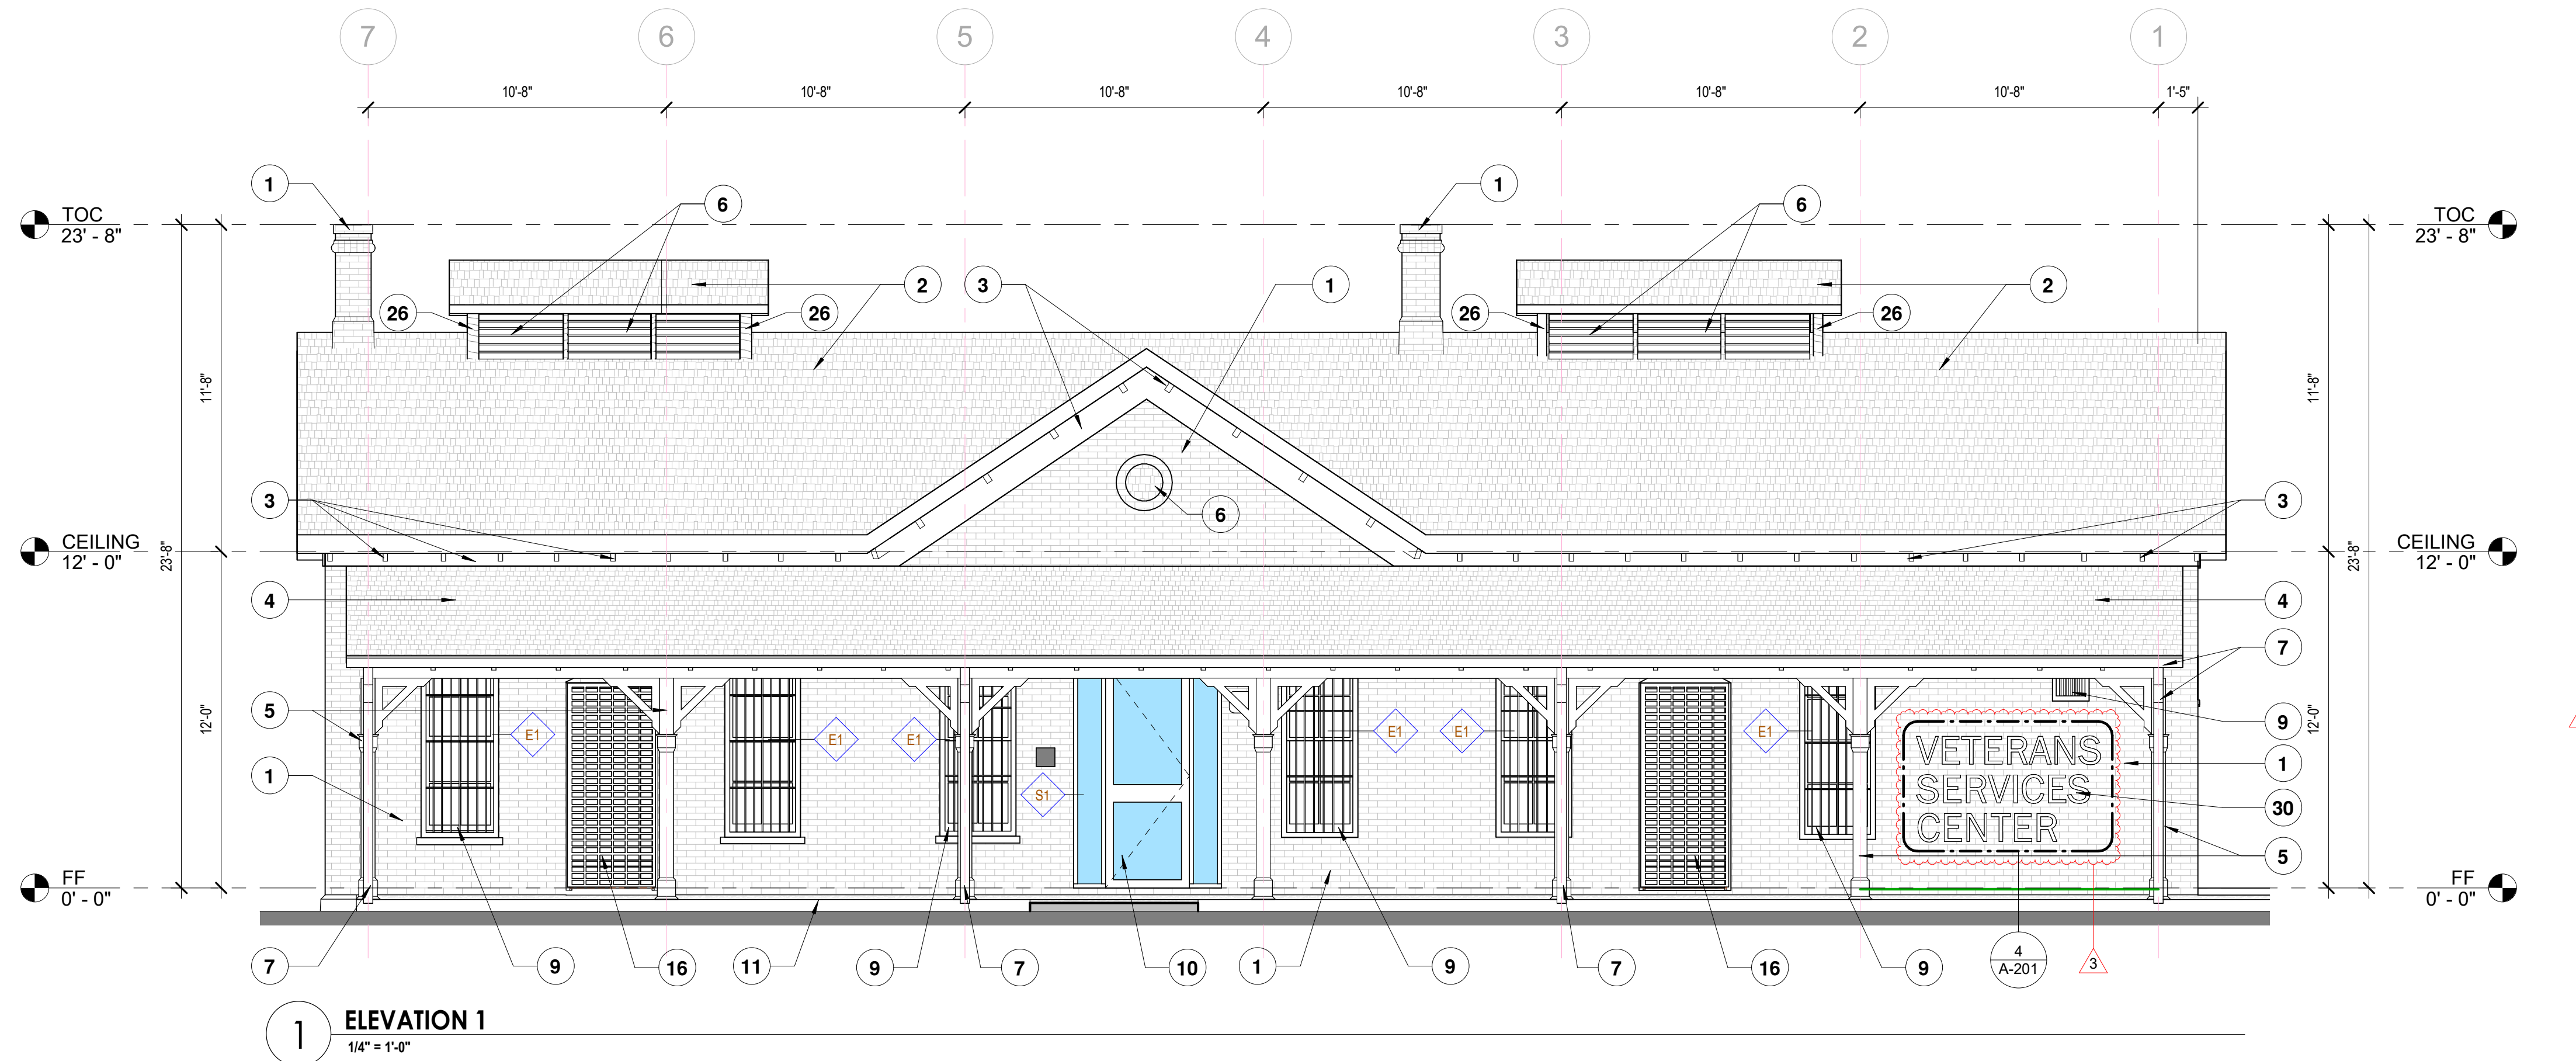 7 6 5 4 3 2 1
10'-8" 10'-8" 10'-8" 10'-8" 10'-8" 10'-8" 1'-5"
1 1
6 6
TOC
23' - 8"
TOC
23' - 8"
2 3 1 2
26 26 26 26
11'-8" 11'-8"
3 6 3
CEILING
12' - 0"
23'-8"
CEILING
12' - 0"
23'-8"
4 4
7
5 E1 E1 E1 E1 E1 E1 9
12'-0" 12'-0"
1 S1 1
VETERANS
SERVICES
CENTER
30
5
FF
0' - 0"
FF
0' - 0"
7 9 16 11 9 7 10 1 9 7 16 9
4
A-201
3
1 ELEVATION 1
1/4" = 1'-0"